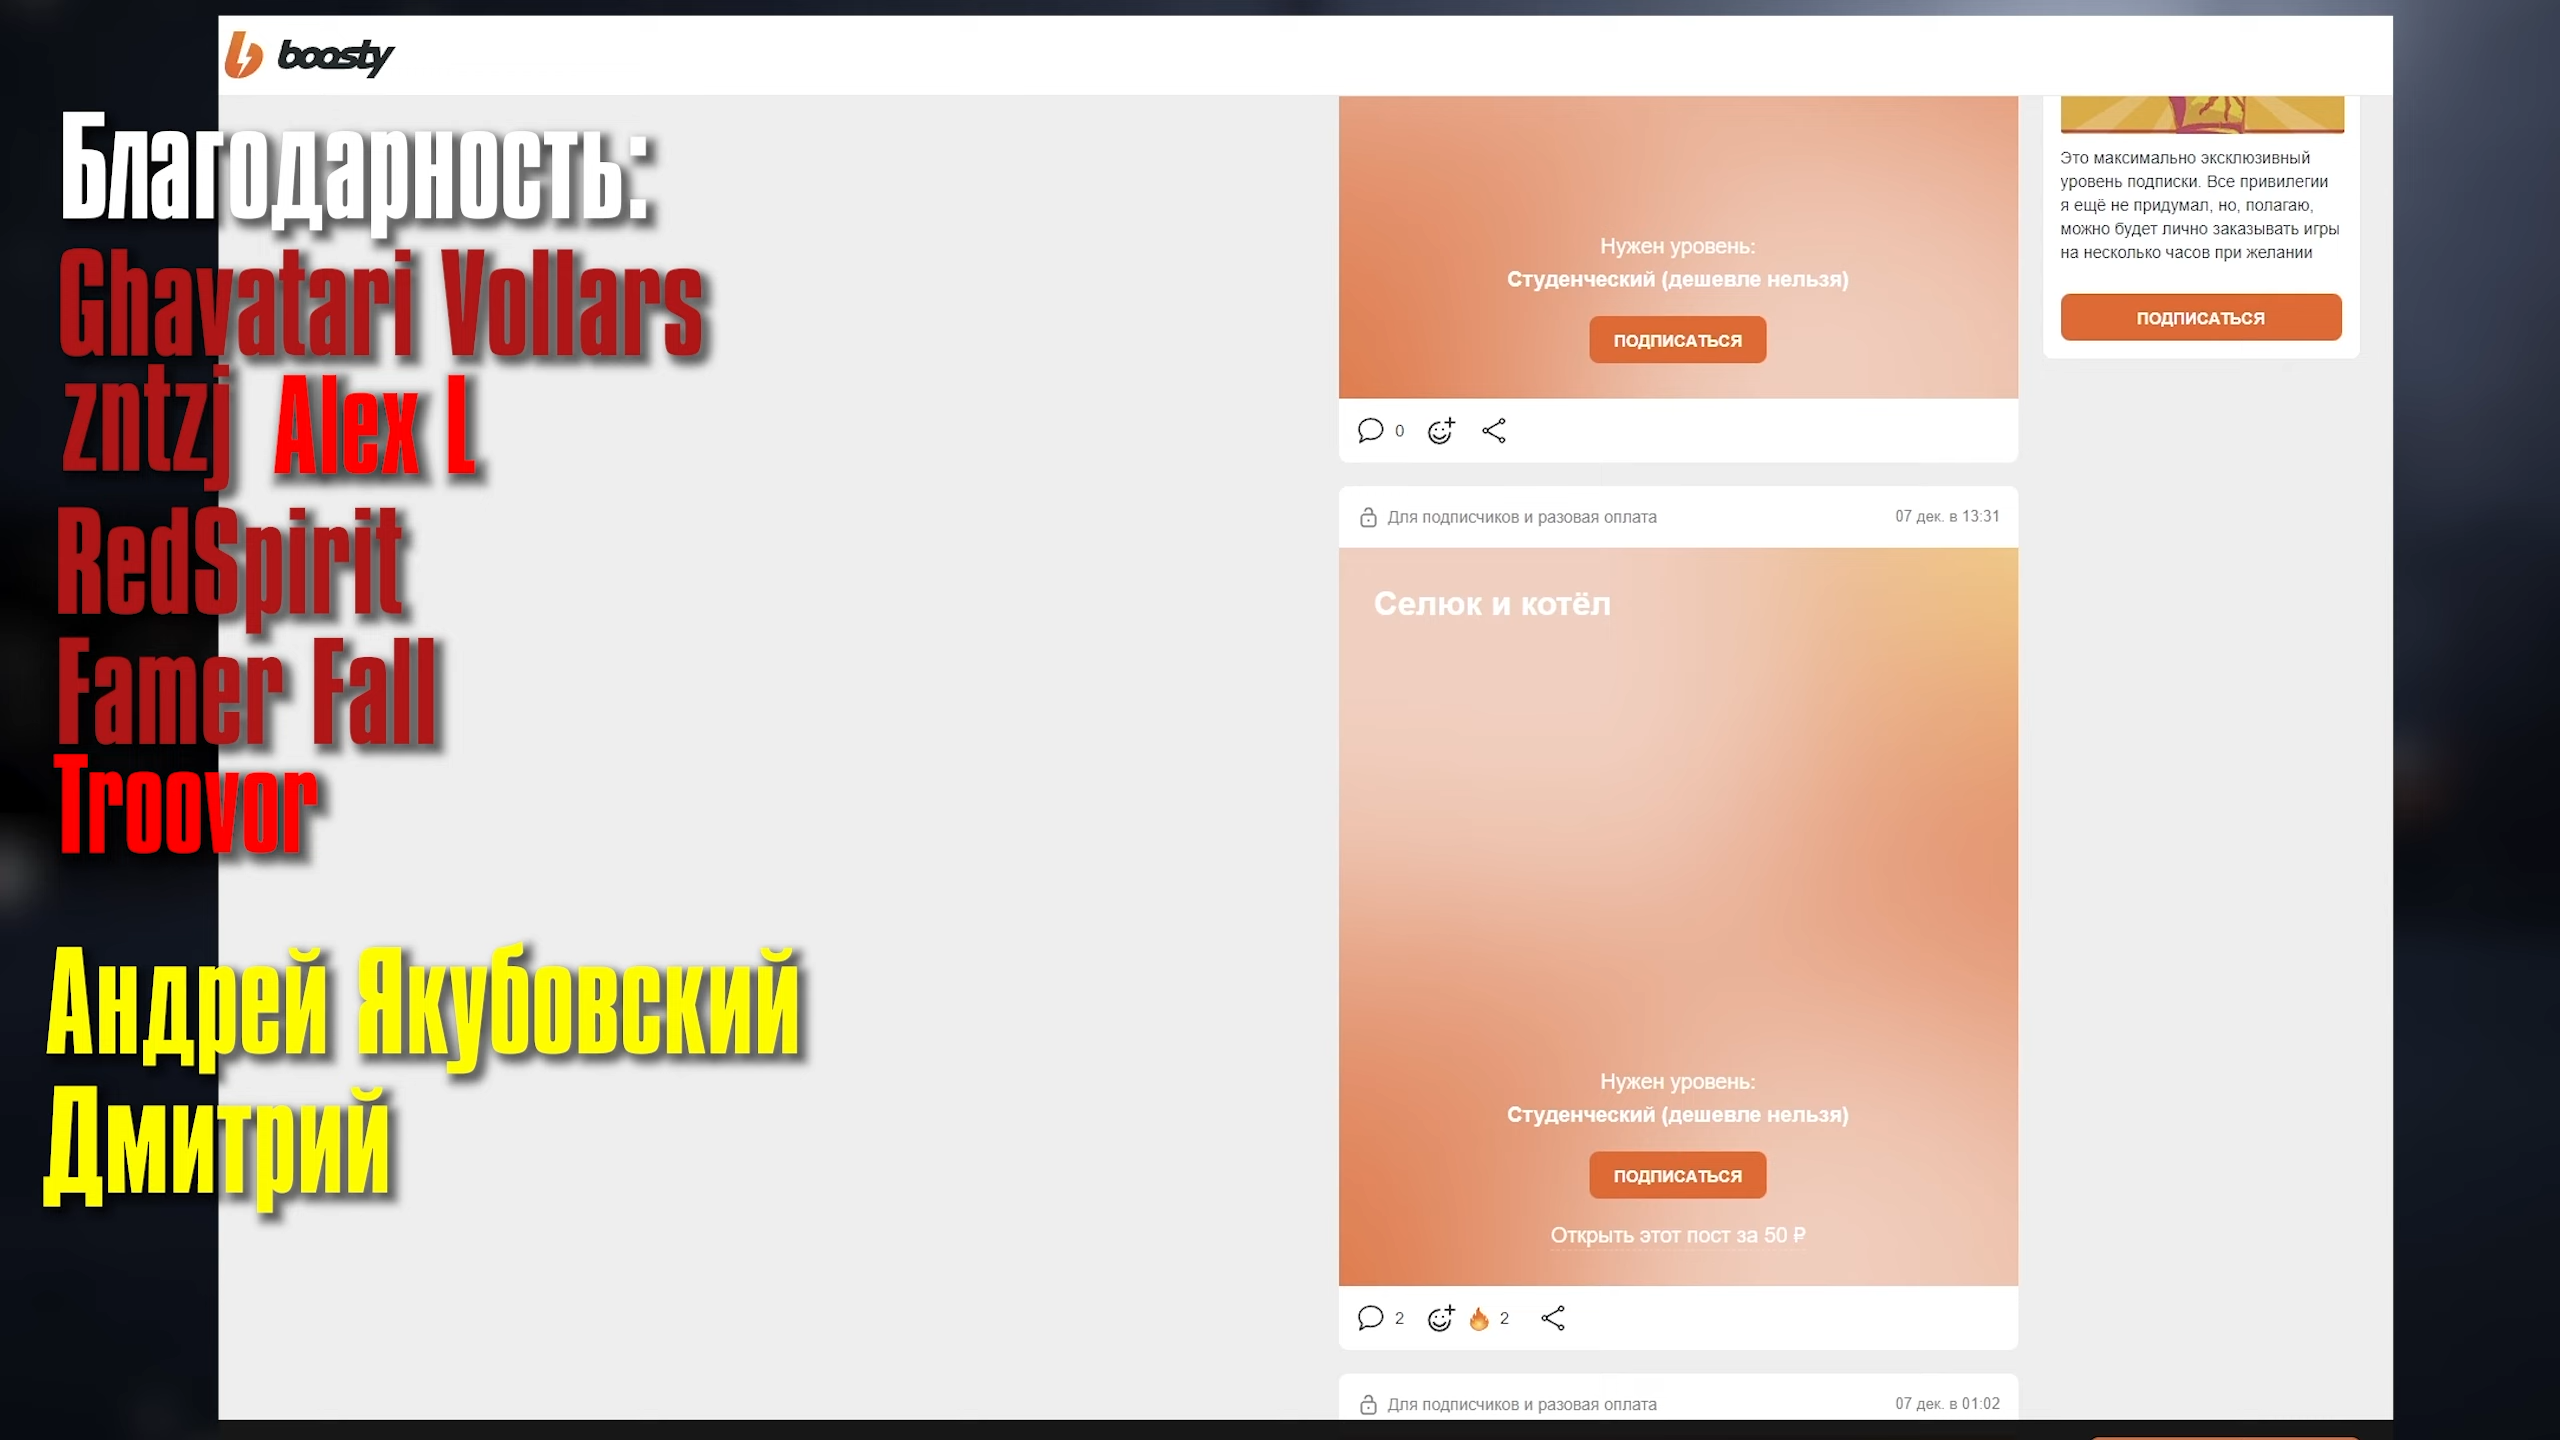 boosty
Благодарность:
Ghavatari Vollars
zntzj Alex L
RedSpirit
Famer Fall
Troovor
Андрей Якубовский
Дмитрий
Нужен уровень:
Студенческий (дешевле нельзя)
ПОДПИСАТЬСЯ
0
Для подписчиков и разовая оплата
07 дек. в 13:31
Селюк и котёл
Нужен уровень:
Студенческий (дешевле нельзя)
ПОДПИСАТЬСЯ
Открыть этот пост за 50 ₽
2
2
Для подписчиков и разовая оплата
07 дек. в 01:02
Это максимально эксклюзивный
уровень подписки. Все привилегии
я ещё не придумал, но, полагаю,
можно будет лично заказывать игры
на несколько часов при желании
ПОДПИСАТЬСЯ